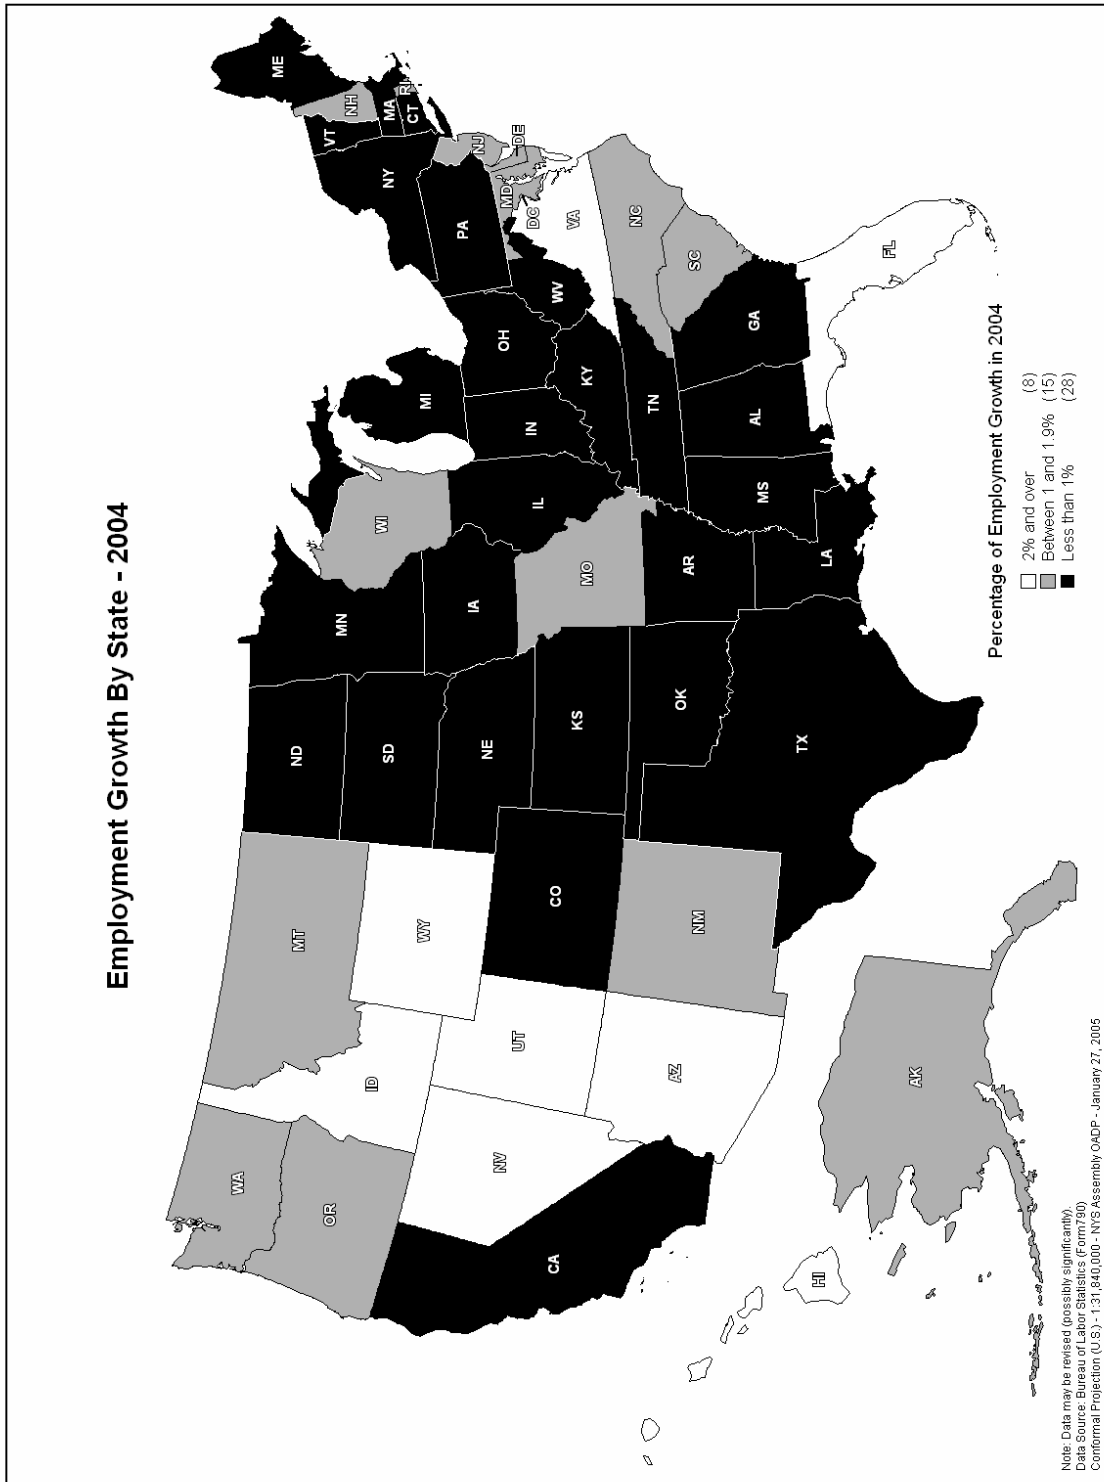 Employment Growth By State - 2004
WA
MT
ND
MN
WI
MI
ME
VT
NH
NY
MA
RI
CT
OR
ID
WY
SD
IA
NE
IL
IN
OH
PA
NJ
MD
DE
DC
NV
UT
CO
KS
MO
KY
WV
VA
CA
AZ
NM
OK
AR
TN
NC
SC
TX
LA
MS
AL
GA
FL
AK
HI
Percentage of Employment Growth in 2004
2% and over (8)
Between 1 and 1.9% (15)
Less than 1% (28)
Note: Data may be revised (possibly significantly).
Data Source: Bureau of Labor Statistics (Form790)
Conformal Projection (U.S.) - 1:31,840,000 - NYS Assembly OADP - January 27, 2005